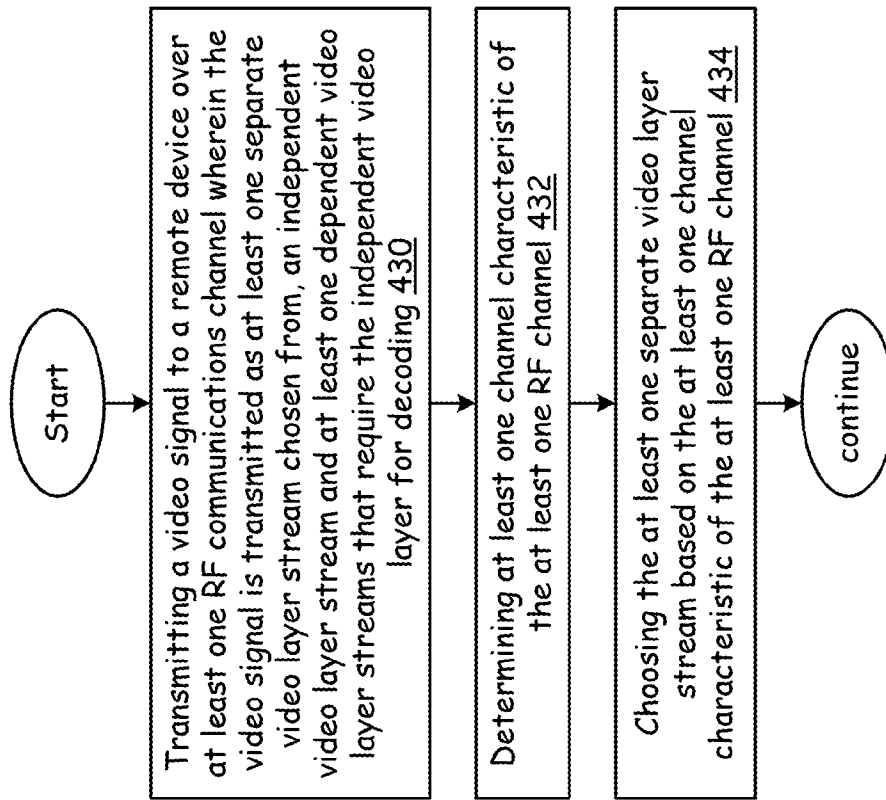 Start
Transmitting a video signal to a remote device over
at least one RF communications channel wherein the
video signal is transmitted as at least one separate
video layer stream chosen from, an independent
video layer stream and at least one dependent video
layer streams that require the independent video
layer for decoding 430
Determining at least one channel characteristic of
the at least one RF channel 432
Choosing the at least one separate video layer
stream based on the at least one channel
characteristic of the at least one RF channel 434
continue